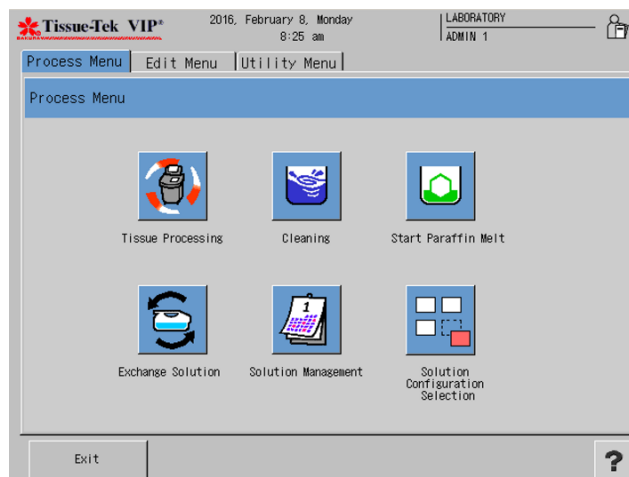 Tissue-Tek VIP®
SAKURA
2016, February 8, Monday
8:25 am
LABORATORY
ADMIN 1
Process Menu
Edit Menu
Utility Menu
Process Menu
Tissue Processing
Cleaning
Start Paraffin Melt
1
Exchange Solution
Solution Management
Solution
Configuration
Selection
Exit
?